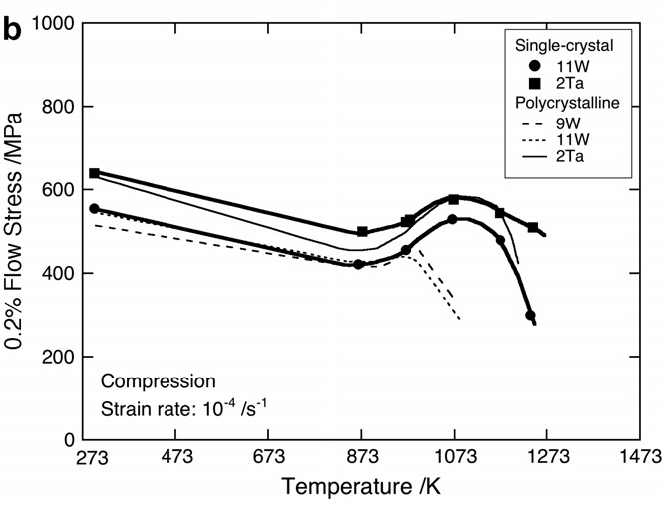 b
1000
800
600
400
200
0
0.2% Flow Stress /MPa
Single-crystal
11W
2Ta
Polycrystalline
9W
11W
2Ta
Compression
Strain rate: 10⁻⁴ /s⁻¹
273 473 673 873 1073 1273 1473
Temperature /K